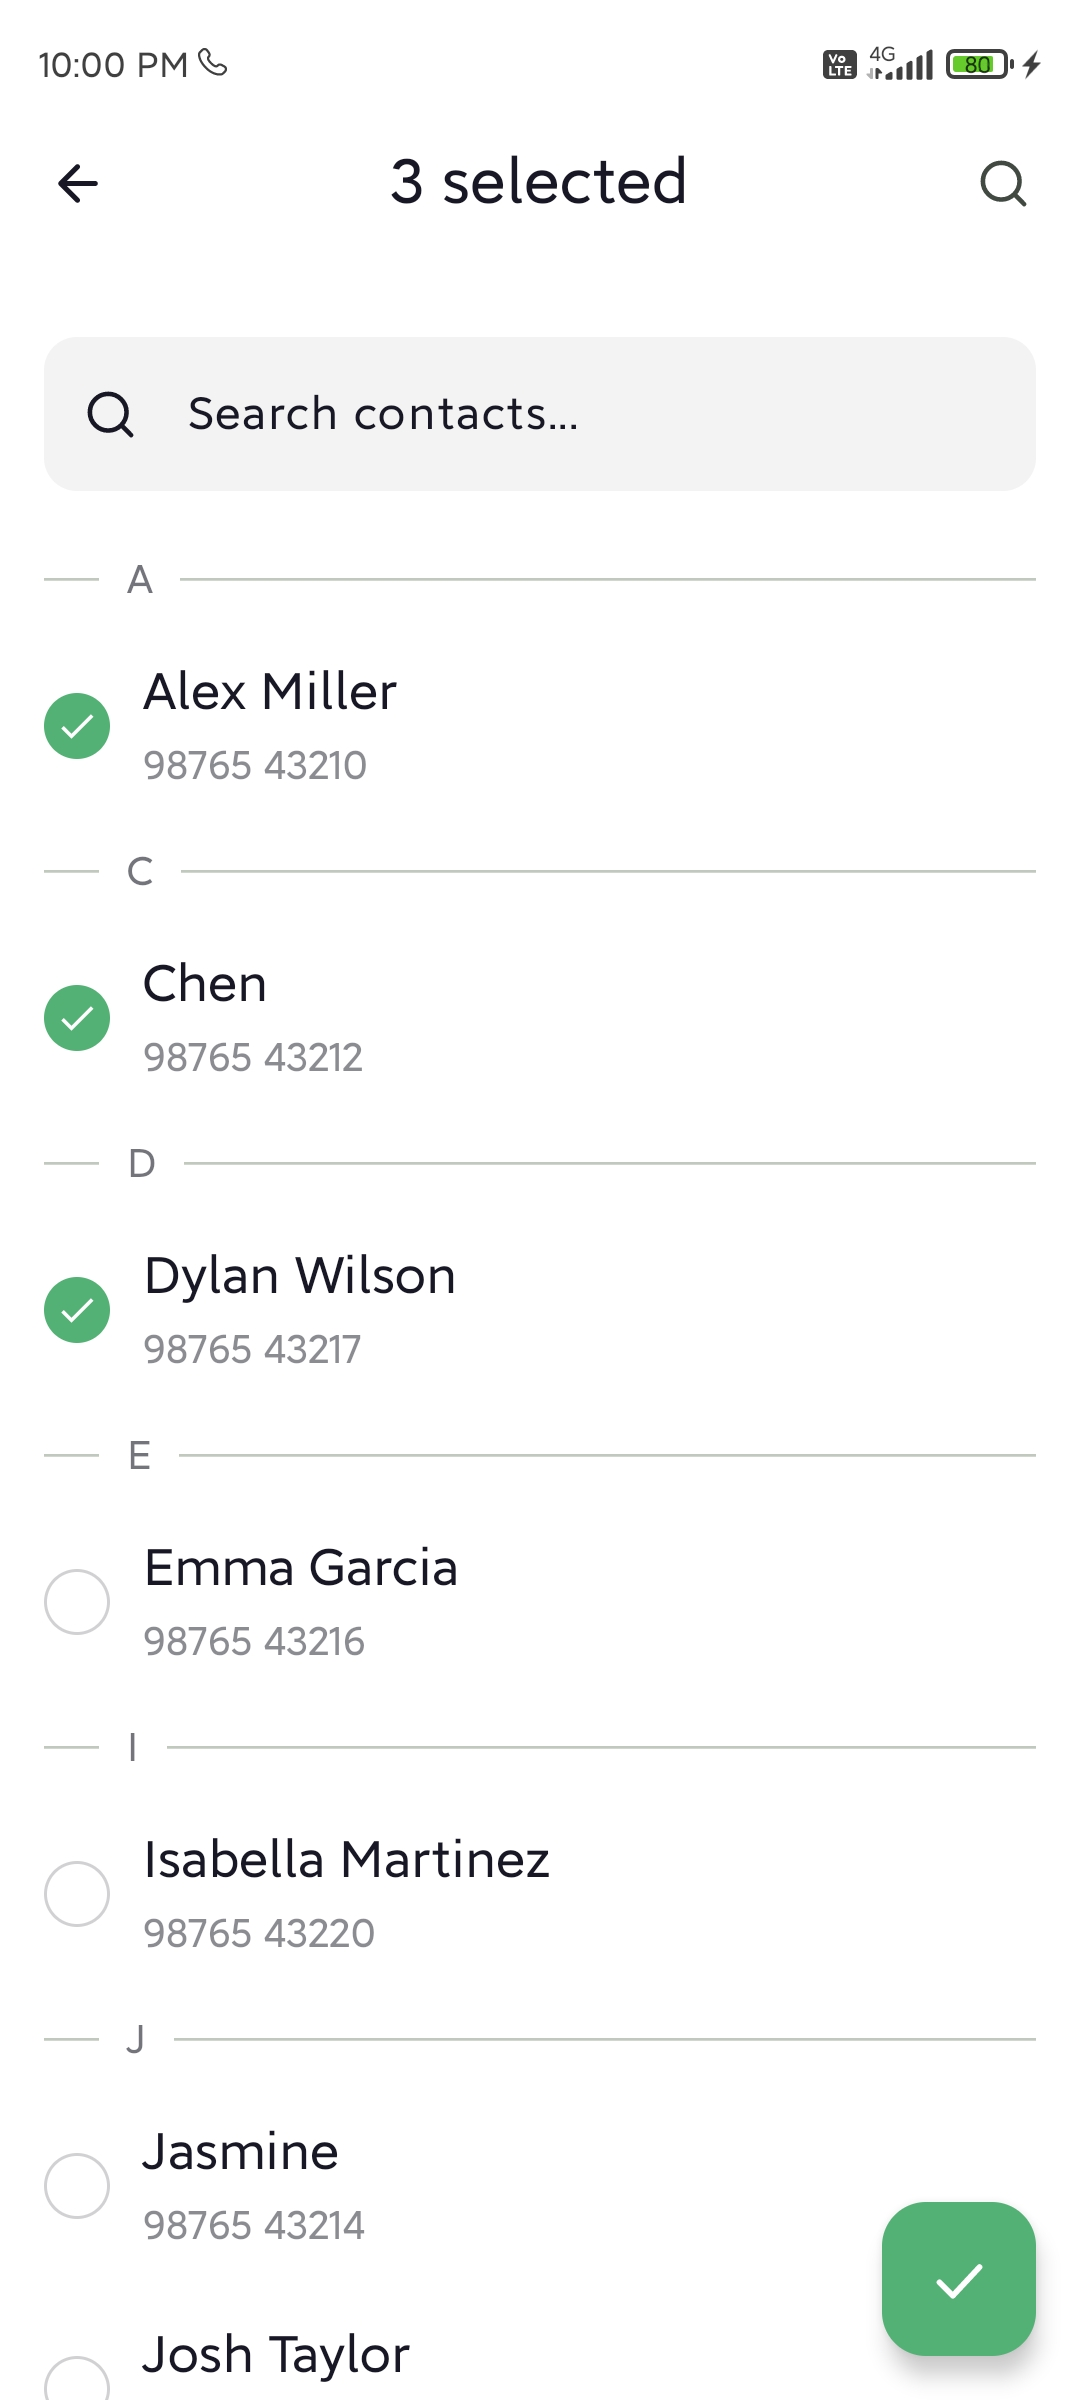 10:00 PM
Vo LTE 4G 80
3 selected
Search contacts...
A
Alex Miller
98765 43210
C
Chen
98765 43212
D
Dylan Wilson
98765 43217
E
Emma Garcia
98765 43216
I
Isabella Martinez
98765 43220
J
Jasmine
98765 43214
Josh Taylor